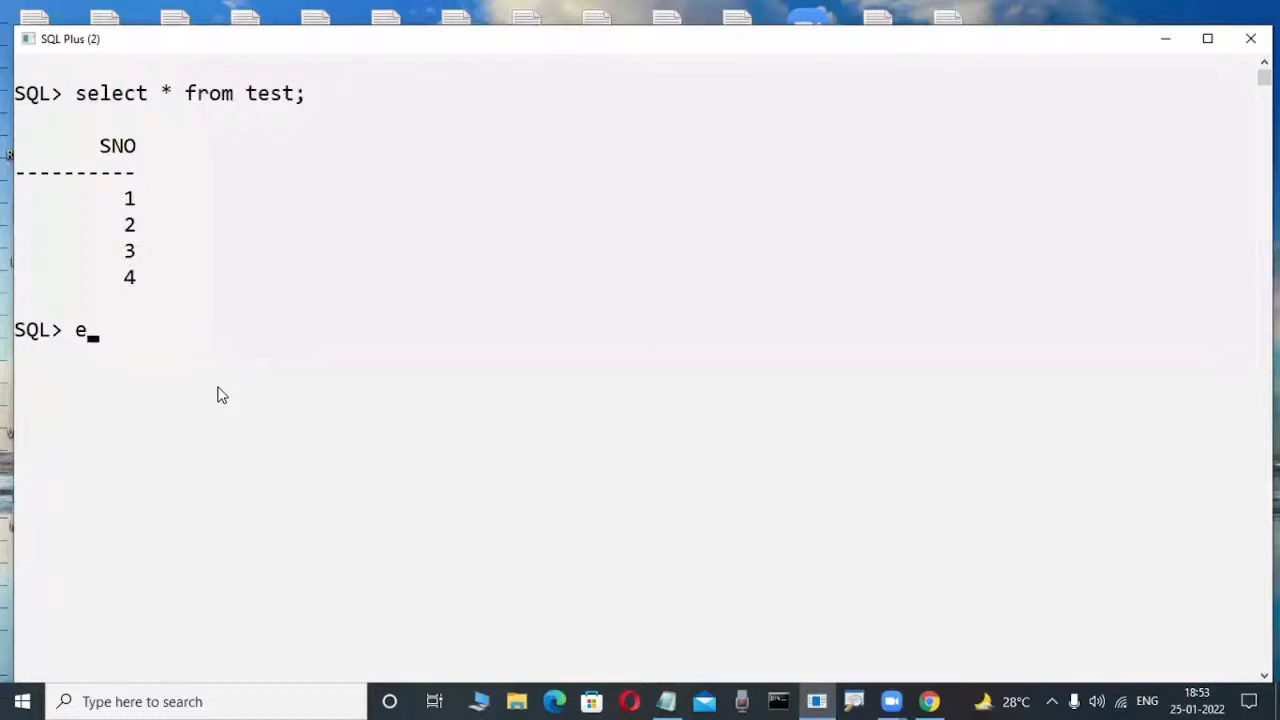 SQL Plus (2)
SQL> select * from test;
SNO
----------
1
2
3
4
SQL> e
Type here to search
28°C
ENG
18:53
25-01-2022